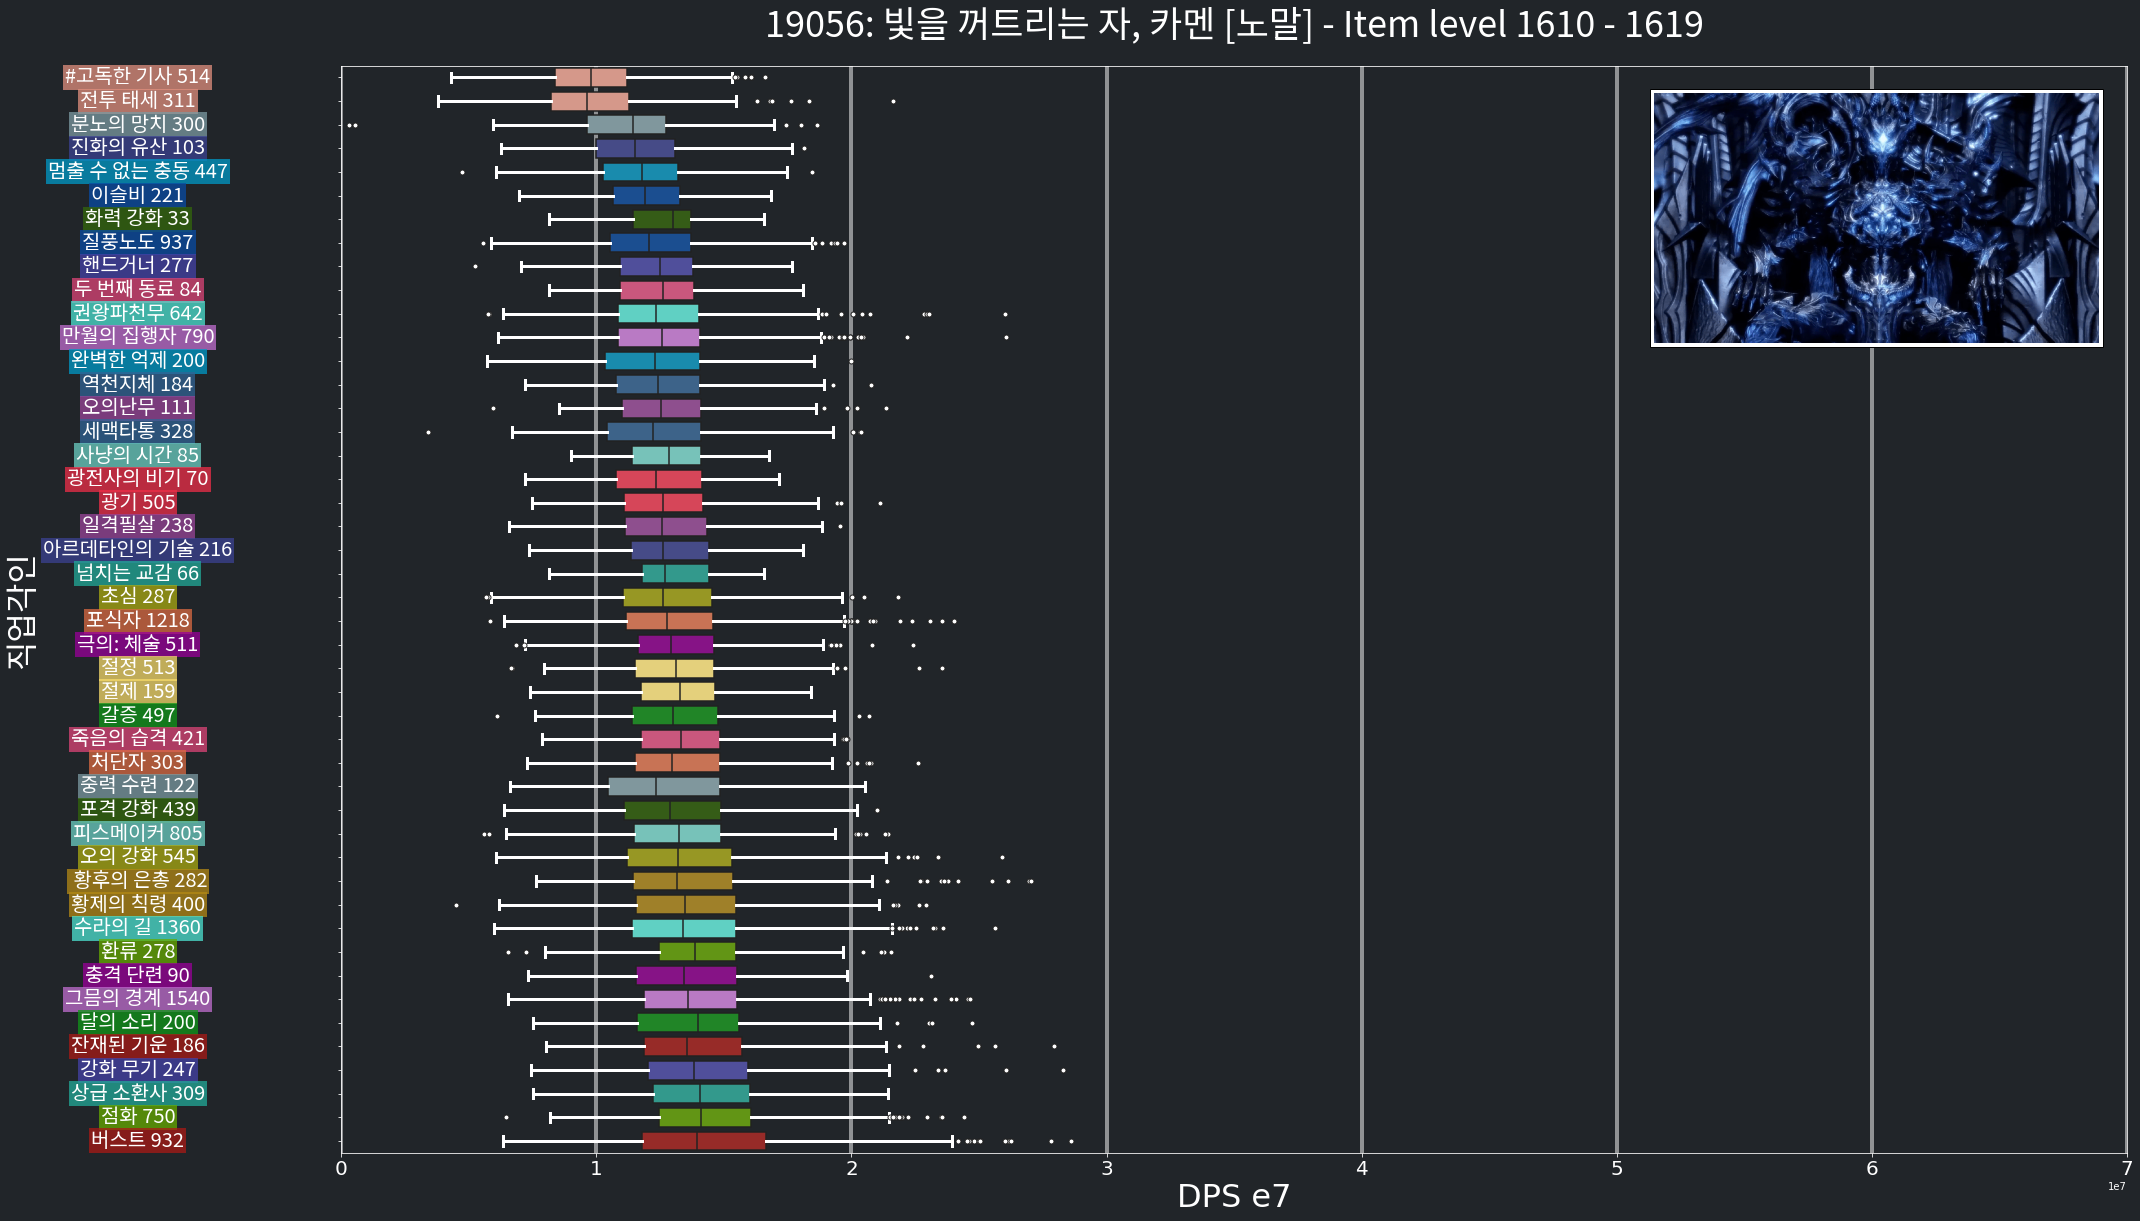 19056: 빛을 꺼트리는 자, 카멘 [노말] - Item level 1610 - 1619
#고독한 기사 514
전투 태세 311
분노의 망치 300
진화의 유산 103
멈출 수 없는 충동 447
이슬비 221
화력 강화 33
질풍노도 937
핸드거너 277
두 번째 동료 84
권왕파천무 642
만월의 집행자 790
완벽한 억제 200
역천지체 184
오의난무 111
세맥타통 328
사냥의 시간 85
광전사의 비기 70
광기 505
일격필살 238
아르데타인의 기술 216
넘치는 교감 66
초심 287
포식자 1218
극의: 체술 511
절정 513
절제 159
갈증 497
죽음의 습격 421
처단자 303
중력 수련 122
포격 강화 439
피스메이커 805
오의 강화 545
황후의 은총 282
황제의 칙령 400
수라의 길 1360
환류 278
충격 단련 90
그믐의 경계 1540
달의 소리 200
잔재된 기운 186
강화 무기 247
상급 소환사 309
점화 750
버스트 932
직업각인
0 1 2 3 4 5 6 7
DPS e7
1e7